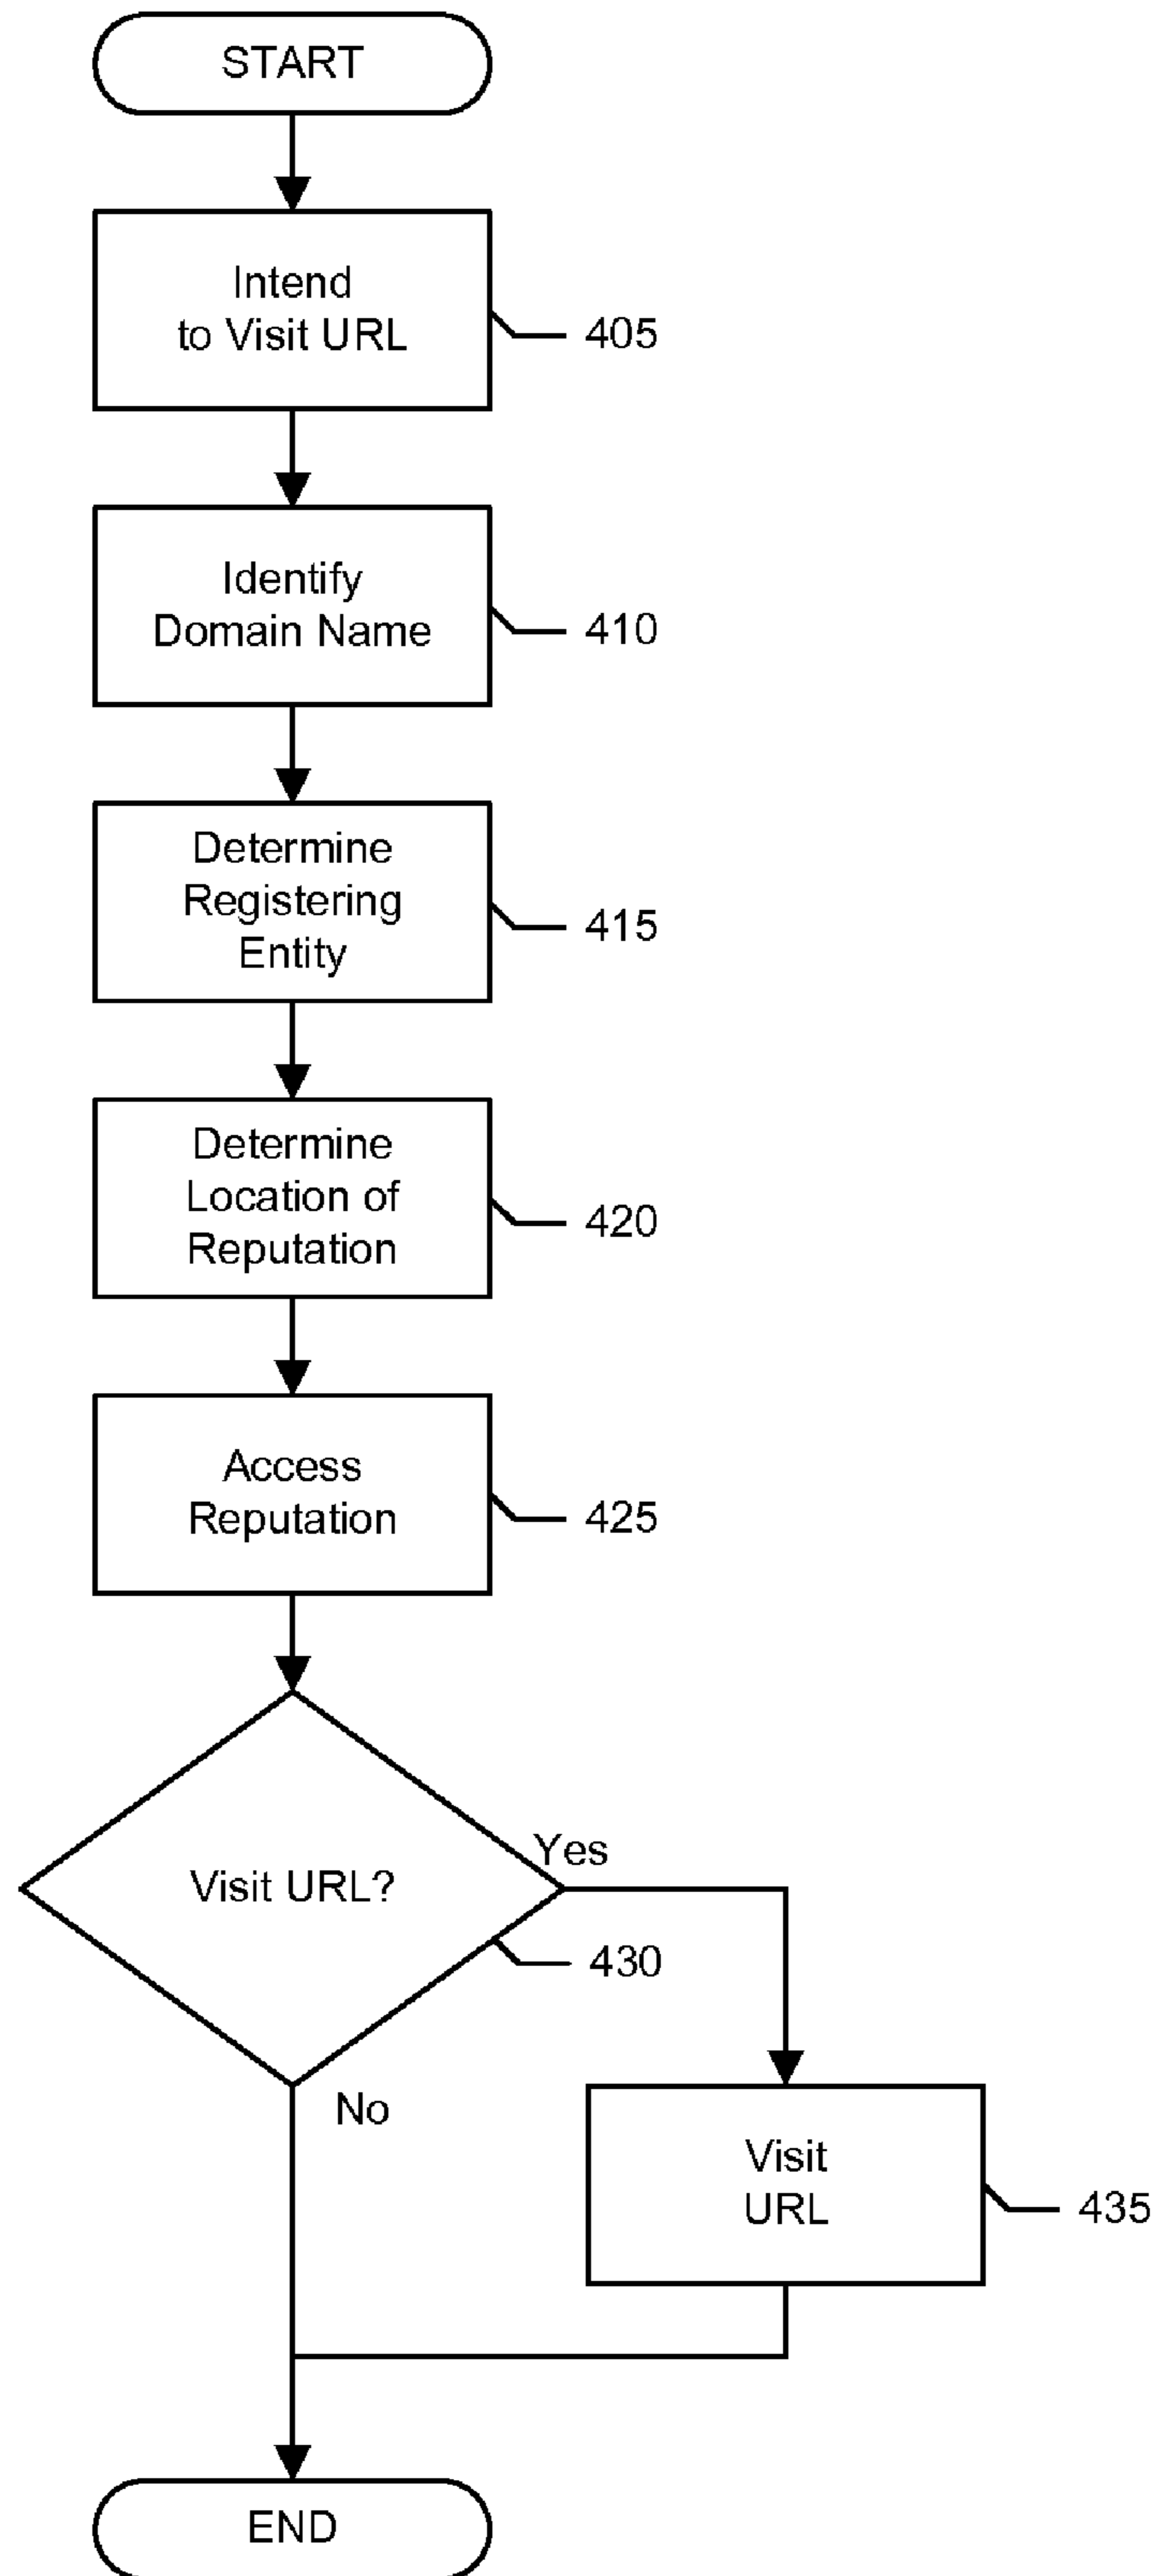 START
Intend
to Visit URL
405
Identify
Domain Name
410
Determine
Registering
Entity
415
Determine
Location of
Reputation
420
Access
Reputation
425
Visit URL?
Yes
430
No
Visit
URL
435
END